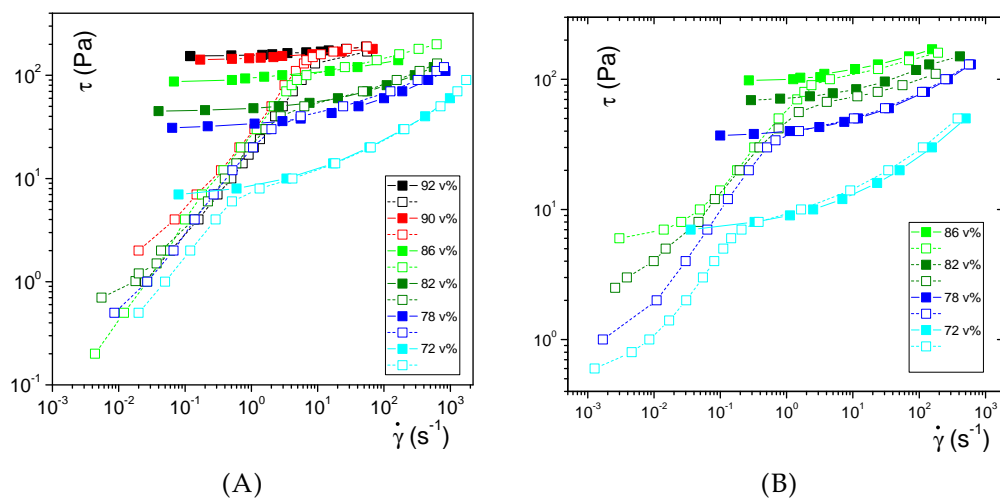 A
B
τ (Pa)
10²
10¹
10⁰
10⁻¹
92 v%
90 v%
86 v%
82 v%
78 v%
72 v%
10⁻³ 10⁻² 10⁻¹ 10⁰ 10¹ 10² 10³
γ̇ (s⁻¹)
(A)
τ (Pa)
10²
10¹
10⁰
86 v%
82 v%
78 v%
72 v%
10⁻³ 10⁻² 10⁻¹ 10⁰ 10¹ 10² 10³
γ̇ (s⁻¹)
(B)